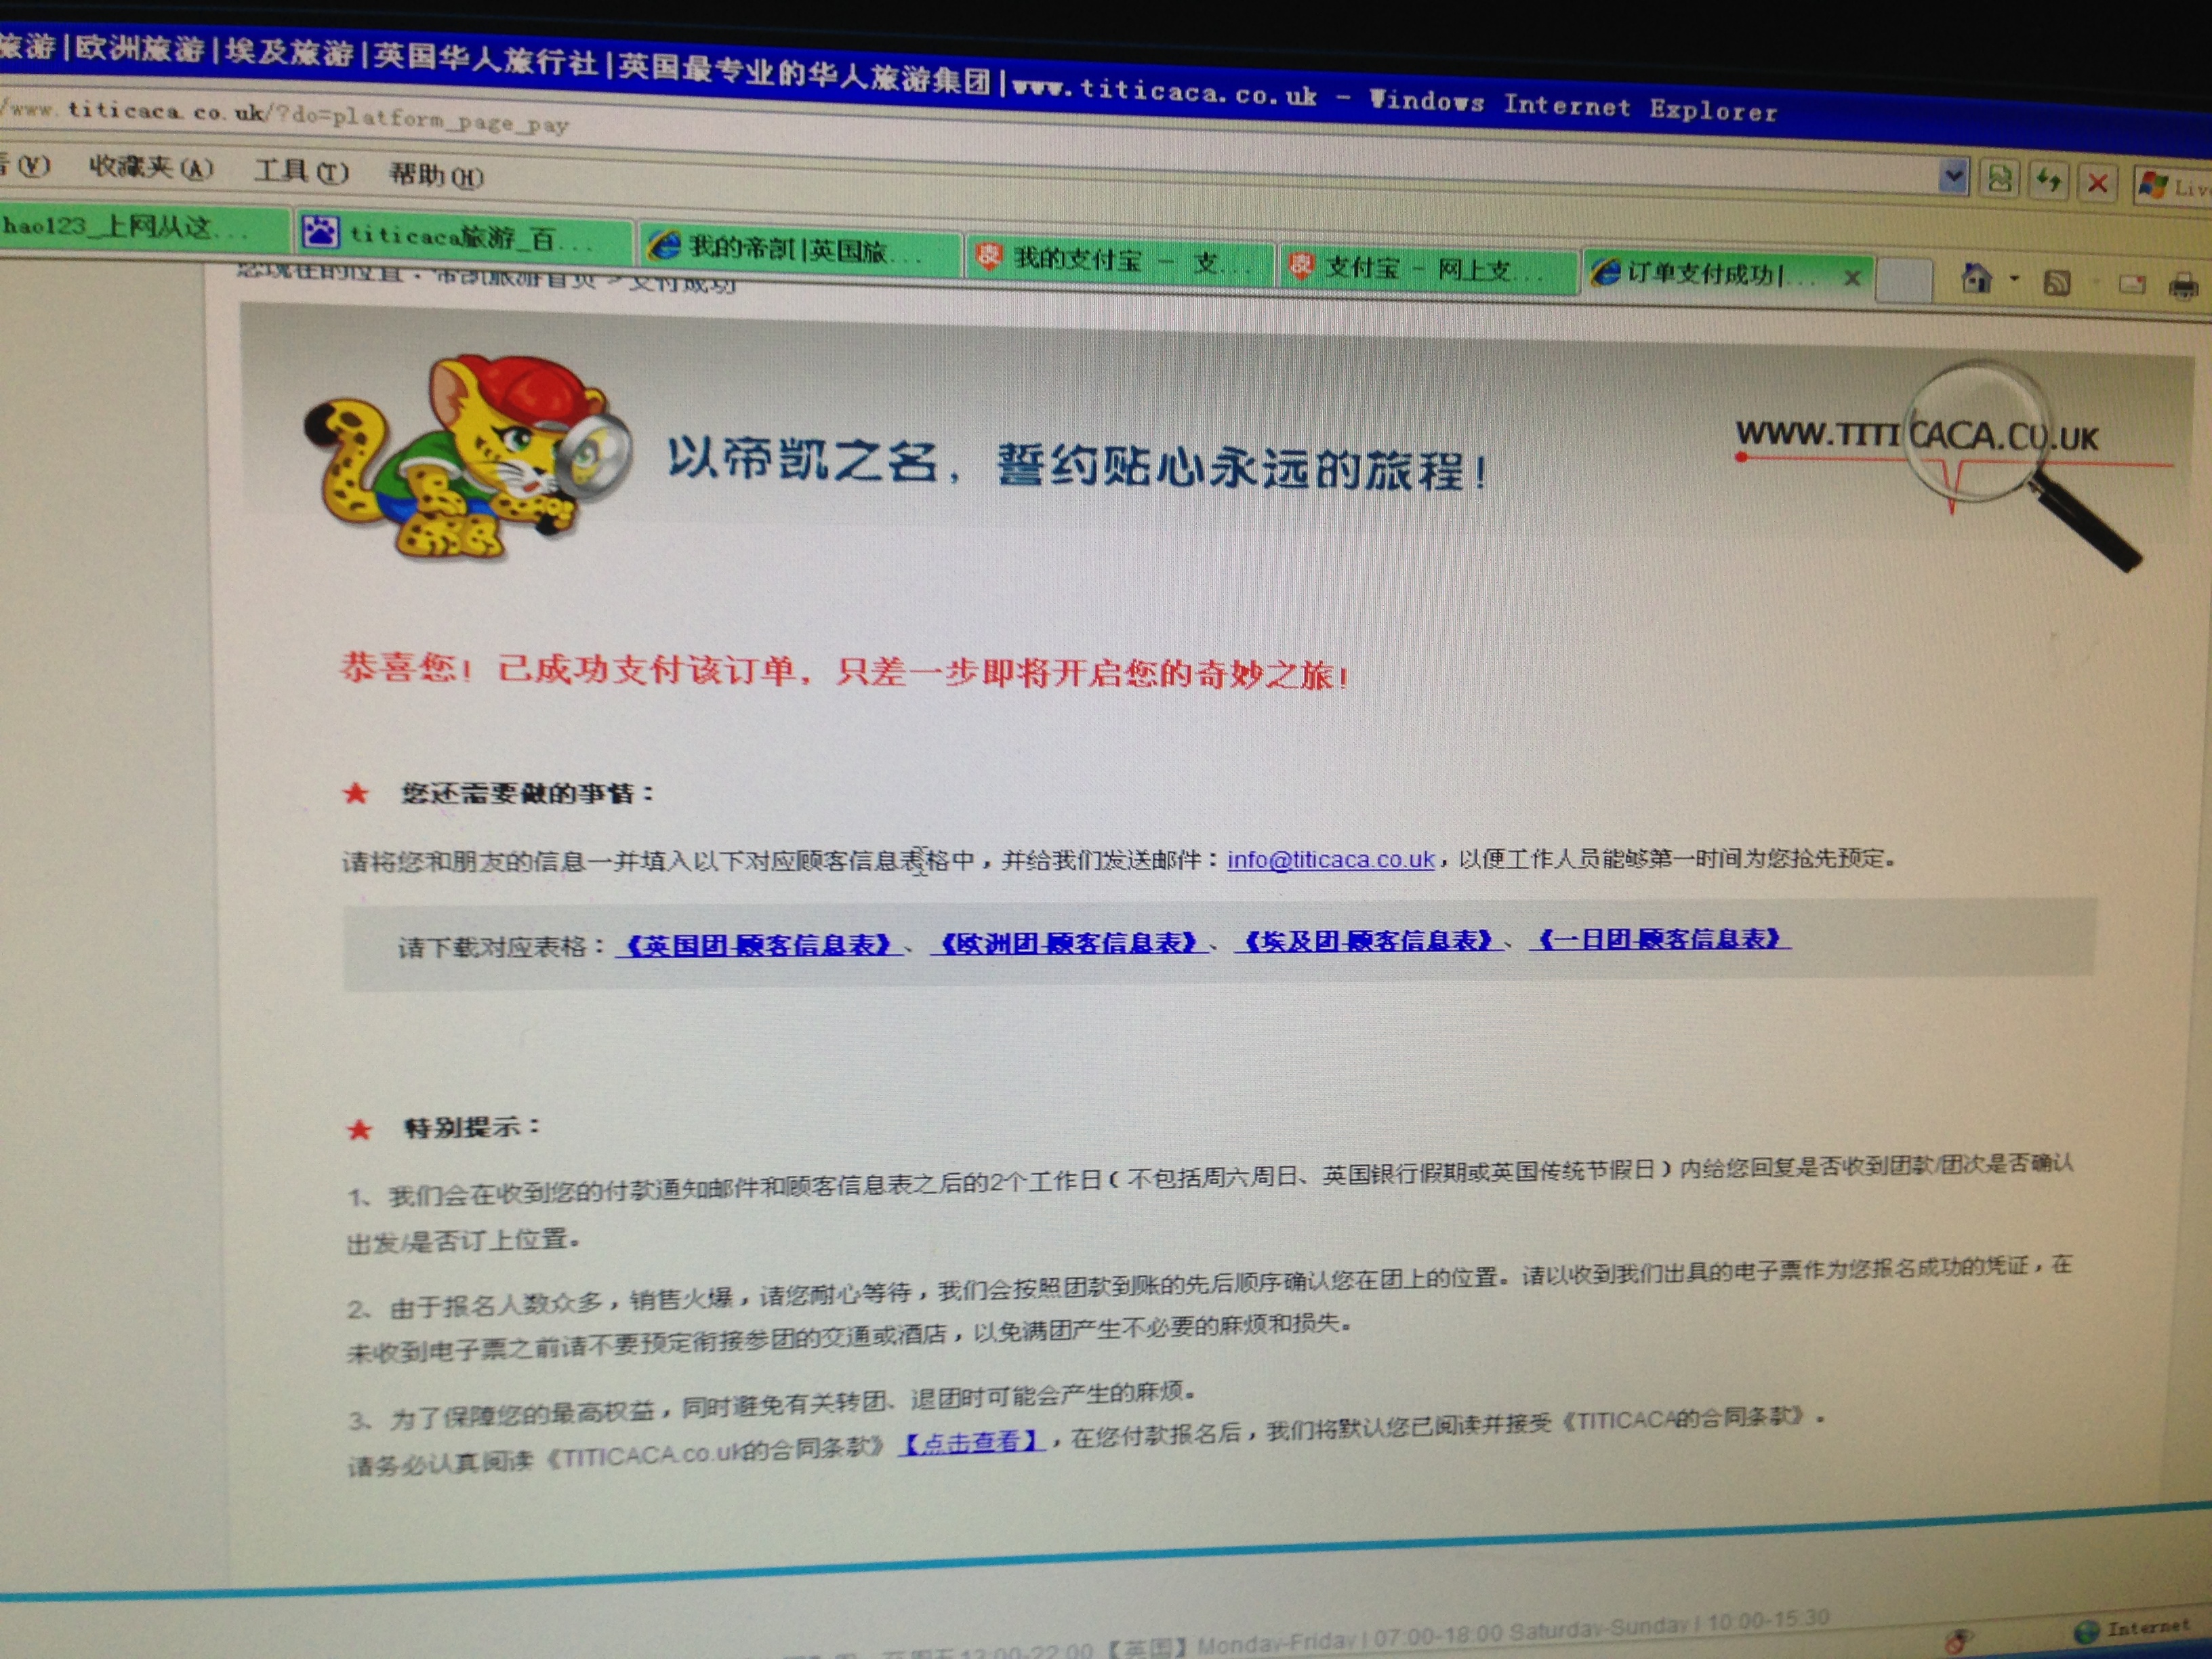 旅游|欧洲旅游|埃及旅游|英国华人旅行社|英国最专业的华人旅游集团|www.titicaca.co.uk - Windows Internet Explorer
/www.titicaca.co.uk/?do=platform_page_pay
看(V) 收藏夹(A) 工具(T) 帮助(H)
Live
hao123_上网从这... titicaca旅游_百... 我的帝凯|英国旅... 我的支付宝 - 支... 支付宝 - 网上支... 订单支付成功|...
您现在的位置：帝凯旅游首页 > 支付成功
以帝凯之名，誓约贴心永远的旅程！
WWW.TITICACA.CO.UK
恭喜您！已成功支付该订单，只差一步即将开启您的奇妙之旅！
★ 您还需要做的事情：
请将您和朋友的信息一并填入以下对应顾客信息表格中，并给我们发送邮件：info@titicaca.co.uk，以便工作人员能够第一时间为您抢先预定。
请下载对应表格：《英国团-顾客信息表》、《欧洲团-顾客信息表》、《埃及团-顾客信息表》、《一日团-顾客信息表》
★ 特别提示：
1、我们会在收到您的付款通知邮件和顾客信息表之后的2个工作日（不包括周六周日、英国银行假期或英国传统节假日）内给您回复是否收到团款/团次是否确认
出发/是否订上位置。
2、由于报名人数众多，销售火爆，请您耐心等待，我们会按照团款到账的先后顺序确认您在团上的位置。请以收到我们出具的电子票作为您报名成功的凭证，在
未收到电子票之前请不要预定衔接参团的交通或酒店，以免满团产生不必要的麻烦和损失。
3、为了保障您的最高权益，同时避免有关转团、退团时可能会产生的麻烦。
请务必认真阅读《TITICACA.co.uk的合同条款》【点击查看】，在您付款报名后，我们将默认您已阅读并接受《TITICACA的合同条款》。
至周五12:00-22:00【英国】Monday-Friday | 07:00-18:00 Saturday-Sunday | 10:00-15:30
Internet